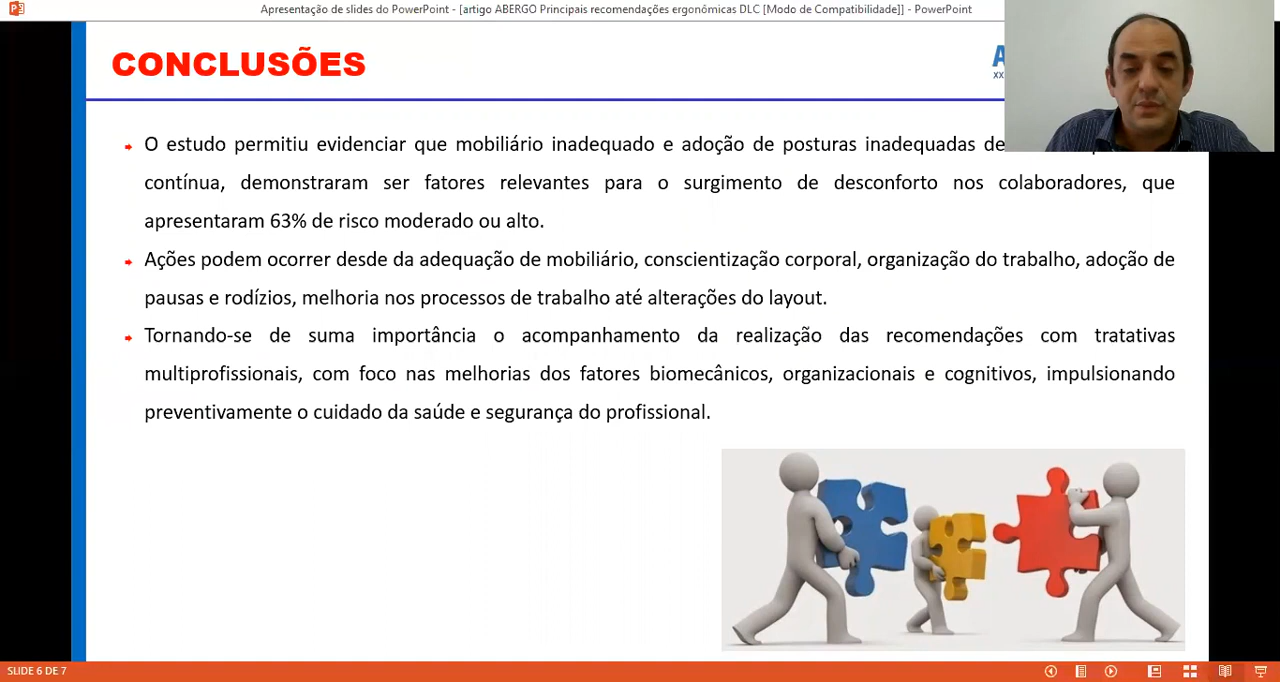 Apresentação de slides do PowerPoint - [artigo ABERGO Principais recomendações ergonômicas DLC [Modo de Compatibilidade]] - PowerPoint
CONCLUSÕES
XX
O estudo permitiu evidenciar que mobiliário inadequado e adoção de posturas inadequadas de
contínua, demonstraram ser fatores relevantes para o surgimento de desconforto nos colaboradores, que
apresentaram 63% de risco moderado ou alto.
Ações podem ocorrer desde da adequação de mobiliário, conscientização corporal, organização do trabalho, adoção de
pausas e rodízios, melhoria nos processos de trabalho até alterações do layout.
Tornando-se de suma importância o acompanhamento da realização das recomendações com tratativas
multiprofissionais, com foco nas melhorias dos fatores biomecânicos, organizacionais e cognitivos, impulsionando
preventivamente o cuidado da saúde e segurança do profissional.
SLIDE 6 DE 7